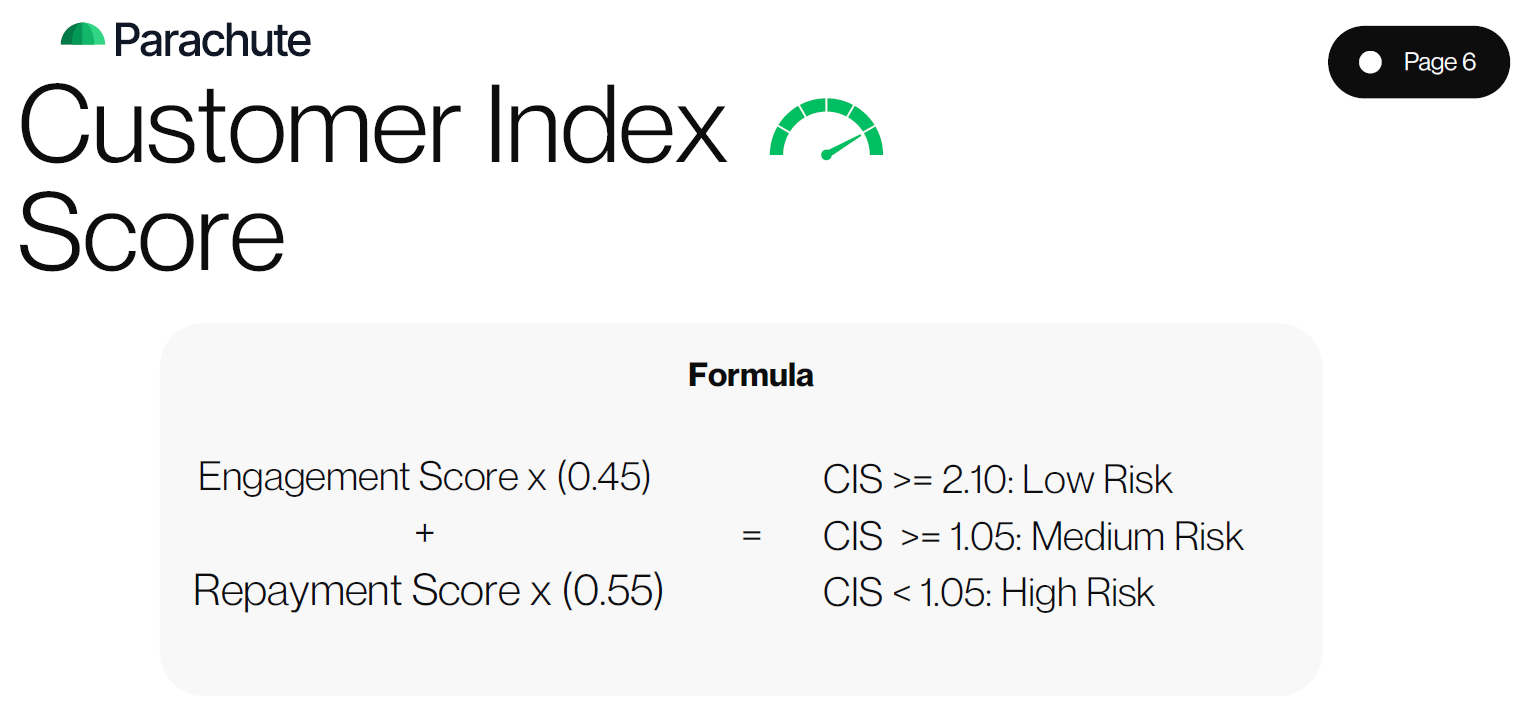 Parachute
Page 6
Customer Index
Score
Formula
Engagement Score x (0.45)
+
Repayment Score x (0.55)
=
CIS >= 2.10: Low Risk
CIS  >= 1.05: Medium Risk
CIS < 1.05: High Risk